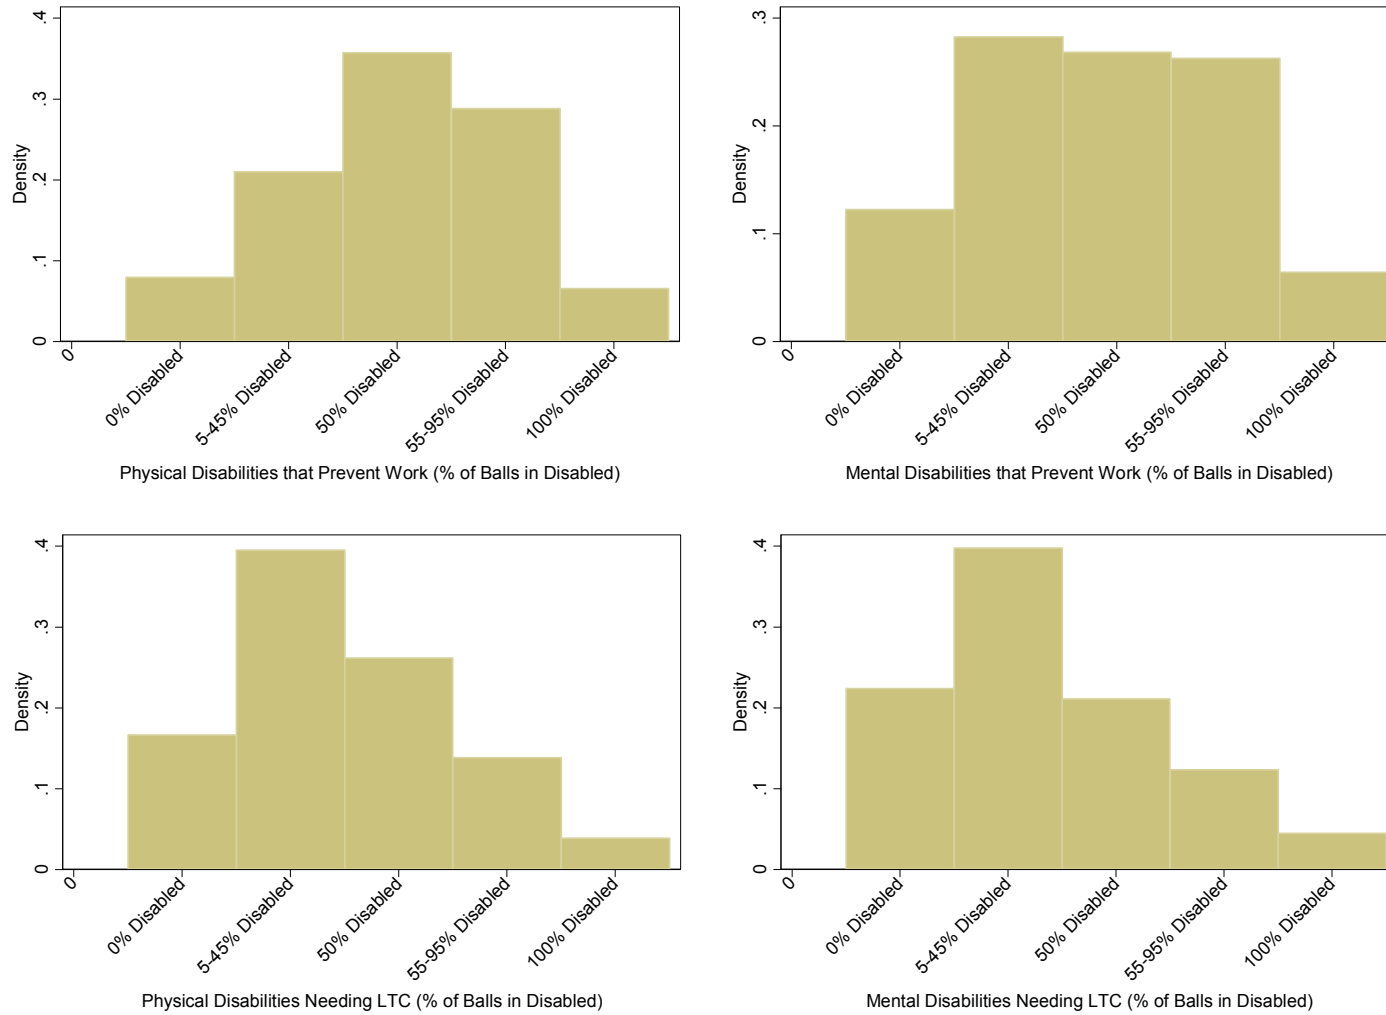 Density
.4
.3
.2
.1
0
0
0% Disabled
5-45% Disabled
50% Disabled
55-95% Disabled
100% Disabled
Physical Disabilities that Prevent Work (% of Balls in Disabled)
Density
.3
.2
.1
0
0
0% Disabled
5-45% Disabled
50% Disabled
55-95% Disabled
100% Disabled
Mental Disabilities that Prevent Work (% of Balls in Disabled)
Density
.4
.3
.2
.1
0
0
0% Disabled
5-45% Disabled
50% Disabled
55-95% Disabled
100% Disabled
Physical Disabilities Needing LTC (% of Balls in Disabled)
Density
.4
.3
.2
.1
0
0
0% Disabled
5-45% Disabled
50% Disabled
55-95% Disabled
100% Disabled
Mental Disabilities Needing LTC (% of Balls in Disabled)